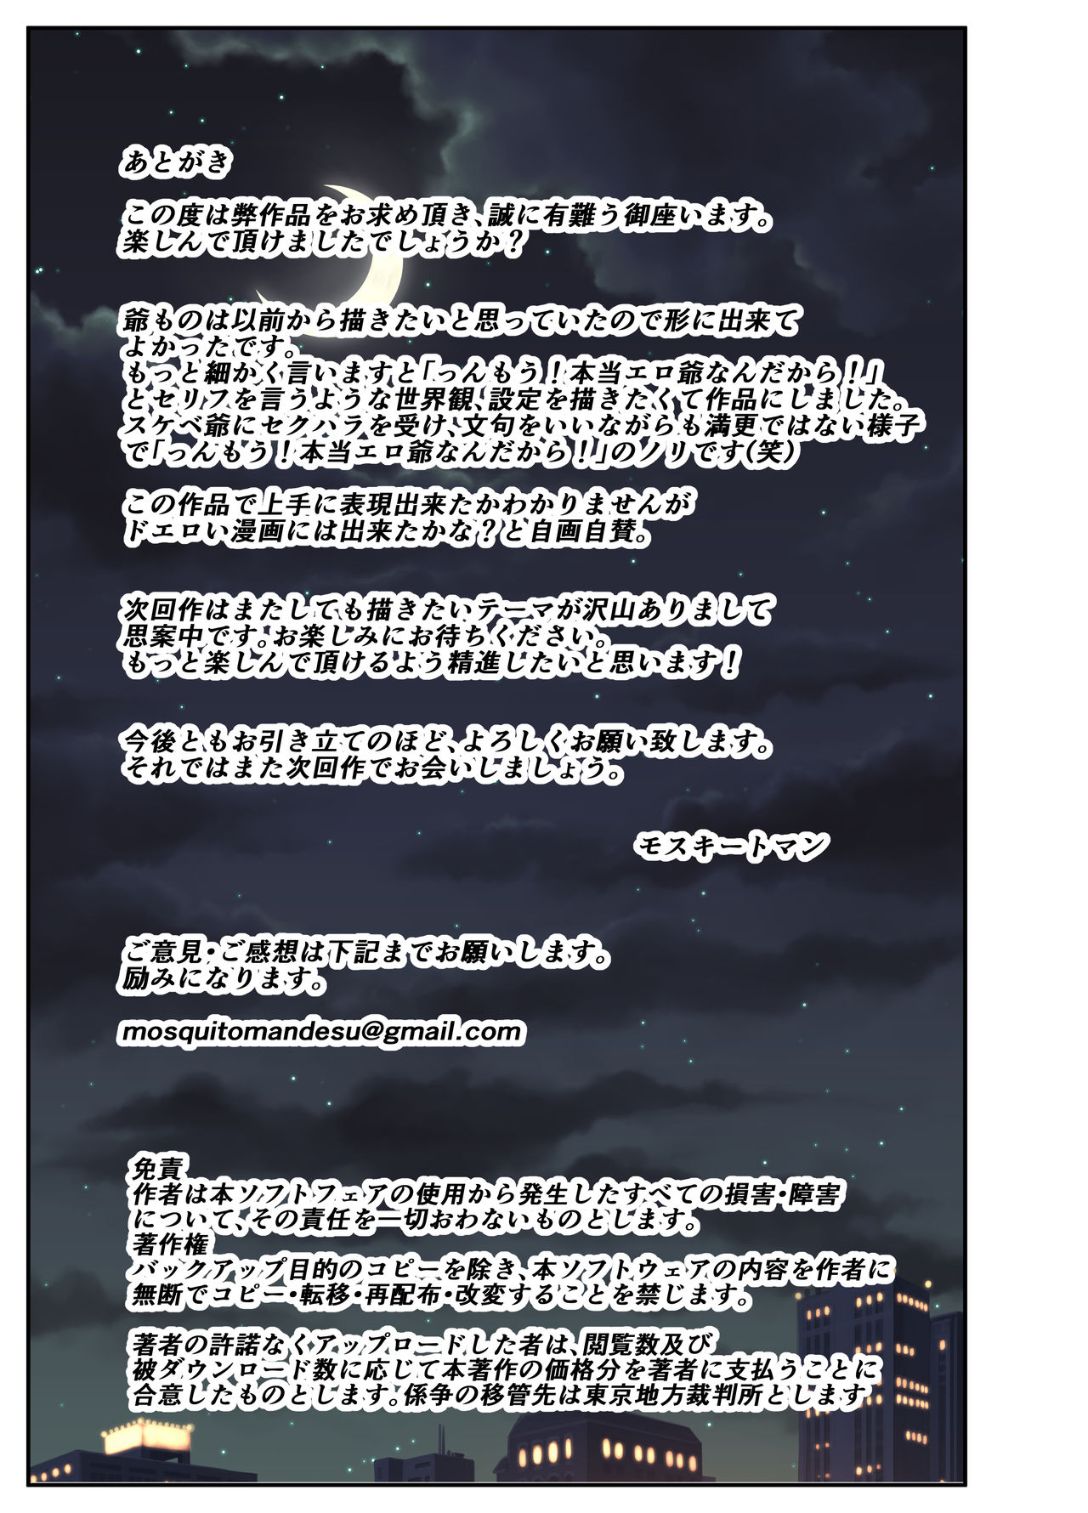 あとがき
この度は弊作品をお求め頂き、誠に有難う御座います。
楽しんで頂けましたでしょうか？
爺ものは以前から描きたいと思っていたので形に出来て
よかったです。
もっと細かく言いますと「っんもう！本当エロ爺なんだから！」
とセリフを言うような世界観、設定を描きたくて作品にしました。
スケベ爺にセクハラを受け、文句をいいながらも満更ではない様子
で「っんもう！本当エロ爺なんだから！」のノリです（笑）
この作品で上手に表現出来たかわかりませんが
ドエロい漫画には出来たかな？と自画自賛。
次回作はまたしても描きたいテーマが沢山ありまして
思案中です。お楽しみにお待ちください。
もっと楽しんで頂けるよう精進したいと思います！
今後ともお引き立てのほど、よろしくお願い致します。
それではまた次回作でお会いしましょう。
モスキートマン
ご意見・ご感想は下記までお願いします。
励みになります。
mosquitomandesu@gmail.com
免責
作者は本ソフトフェアの使用から発生したすべての損害・障害
について、その責任を一切おわないものとします。
著作権
バックアップ目的のコピーを除き、本ソフトウェアの内容を作者に
無断でコピー・転移・再配布・改変することを禁じます。
著者の許諾なくアップロードした者は、閲覧数及び
被ダウンロード数に応じて本著作の価格分を著者に支払うことに
合意したものとします。係争の移管先は東京地方裁判所とします